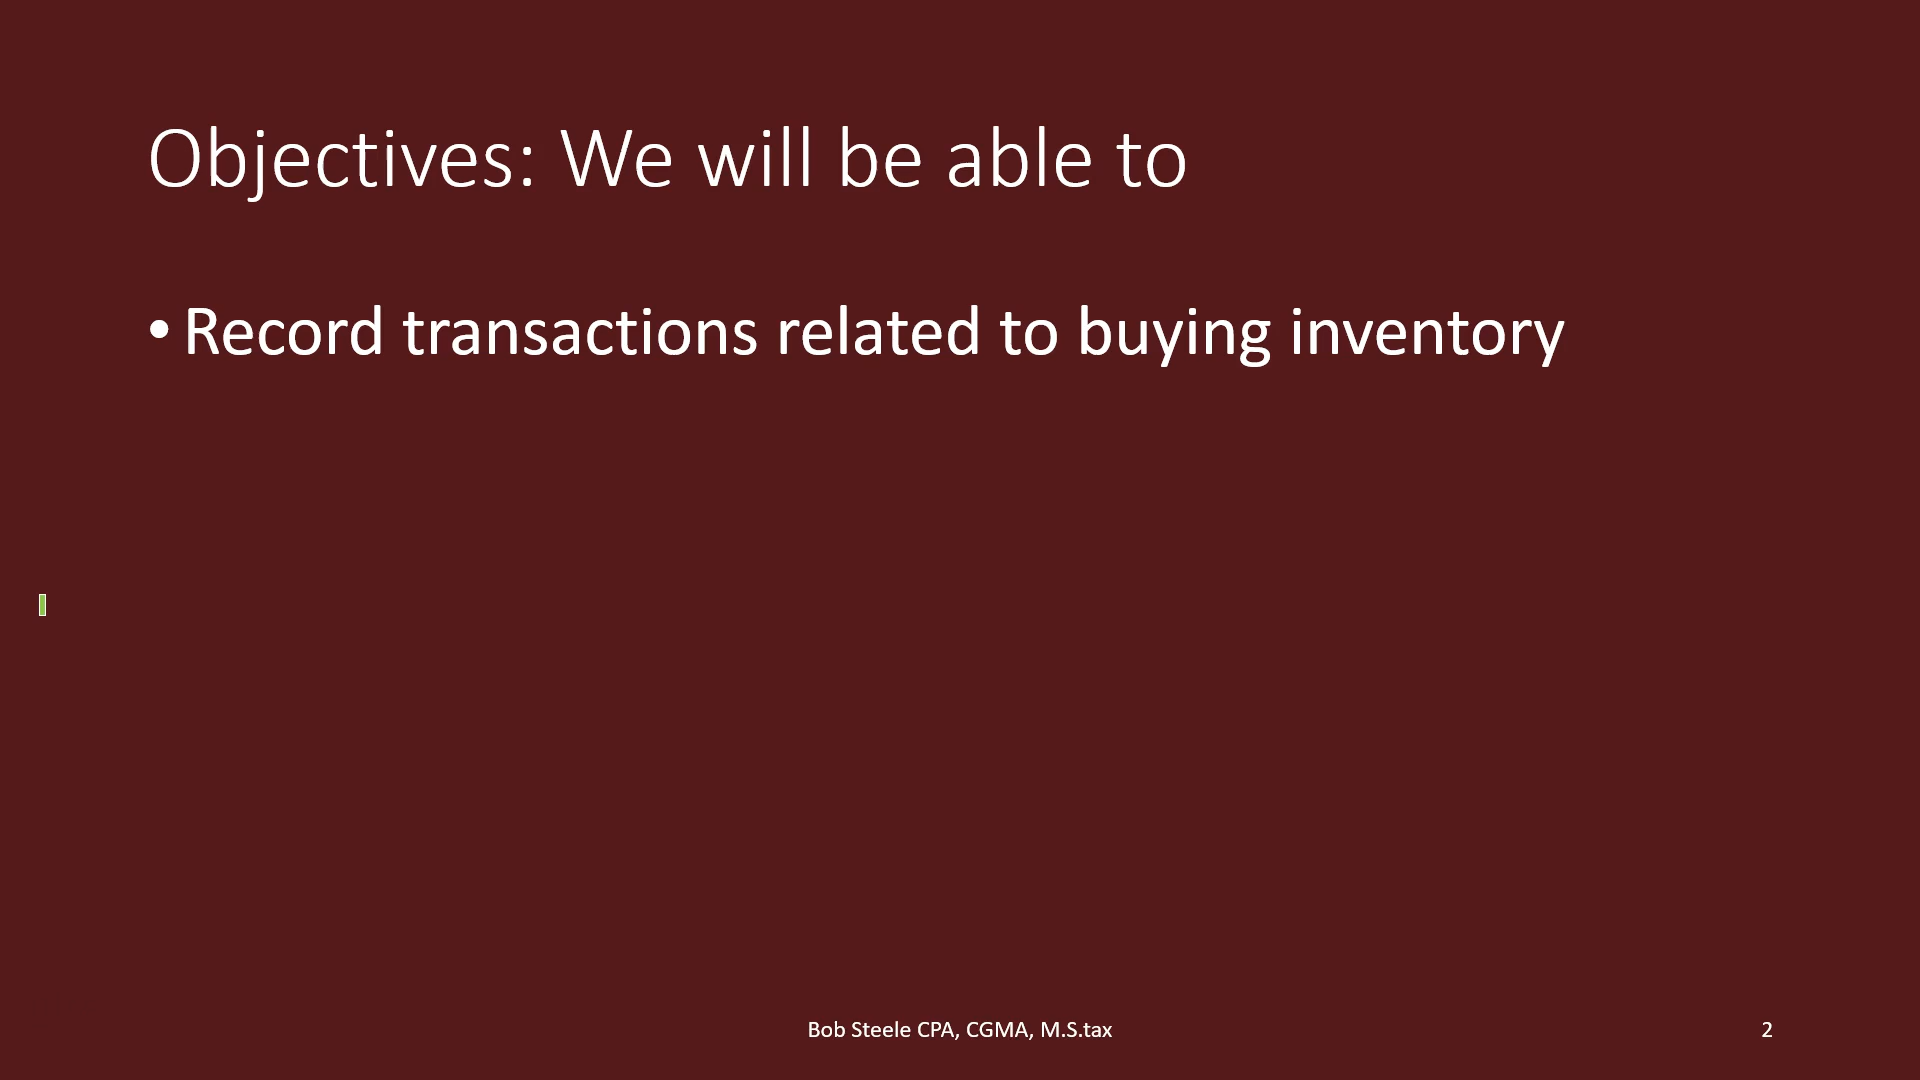 Objectives: We will be able to
• Record transactions related to buying inventory
Bob Steele CPA, CGMA, M.S.tax
2